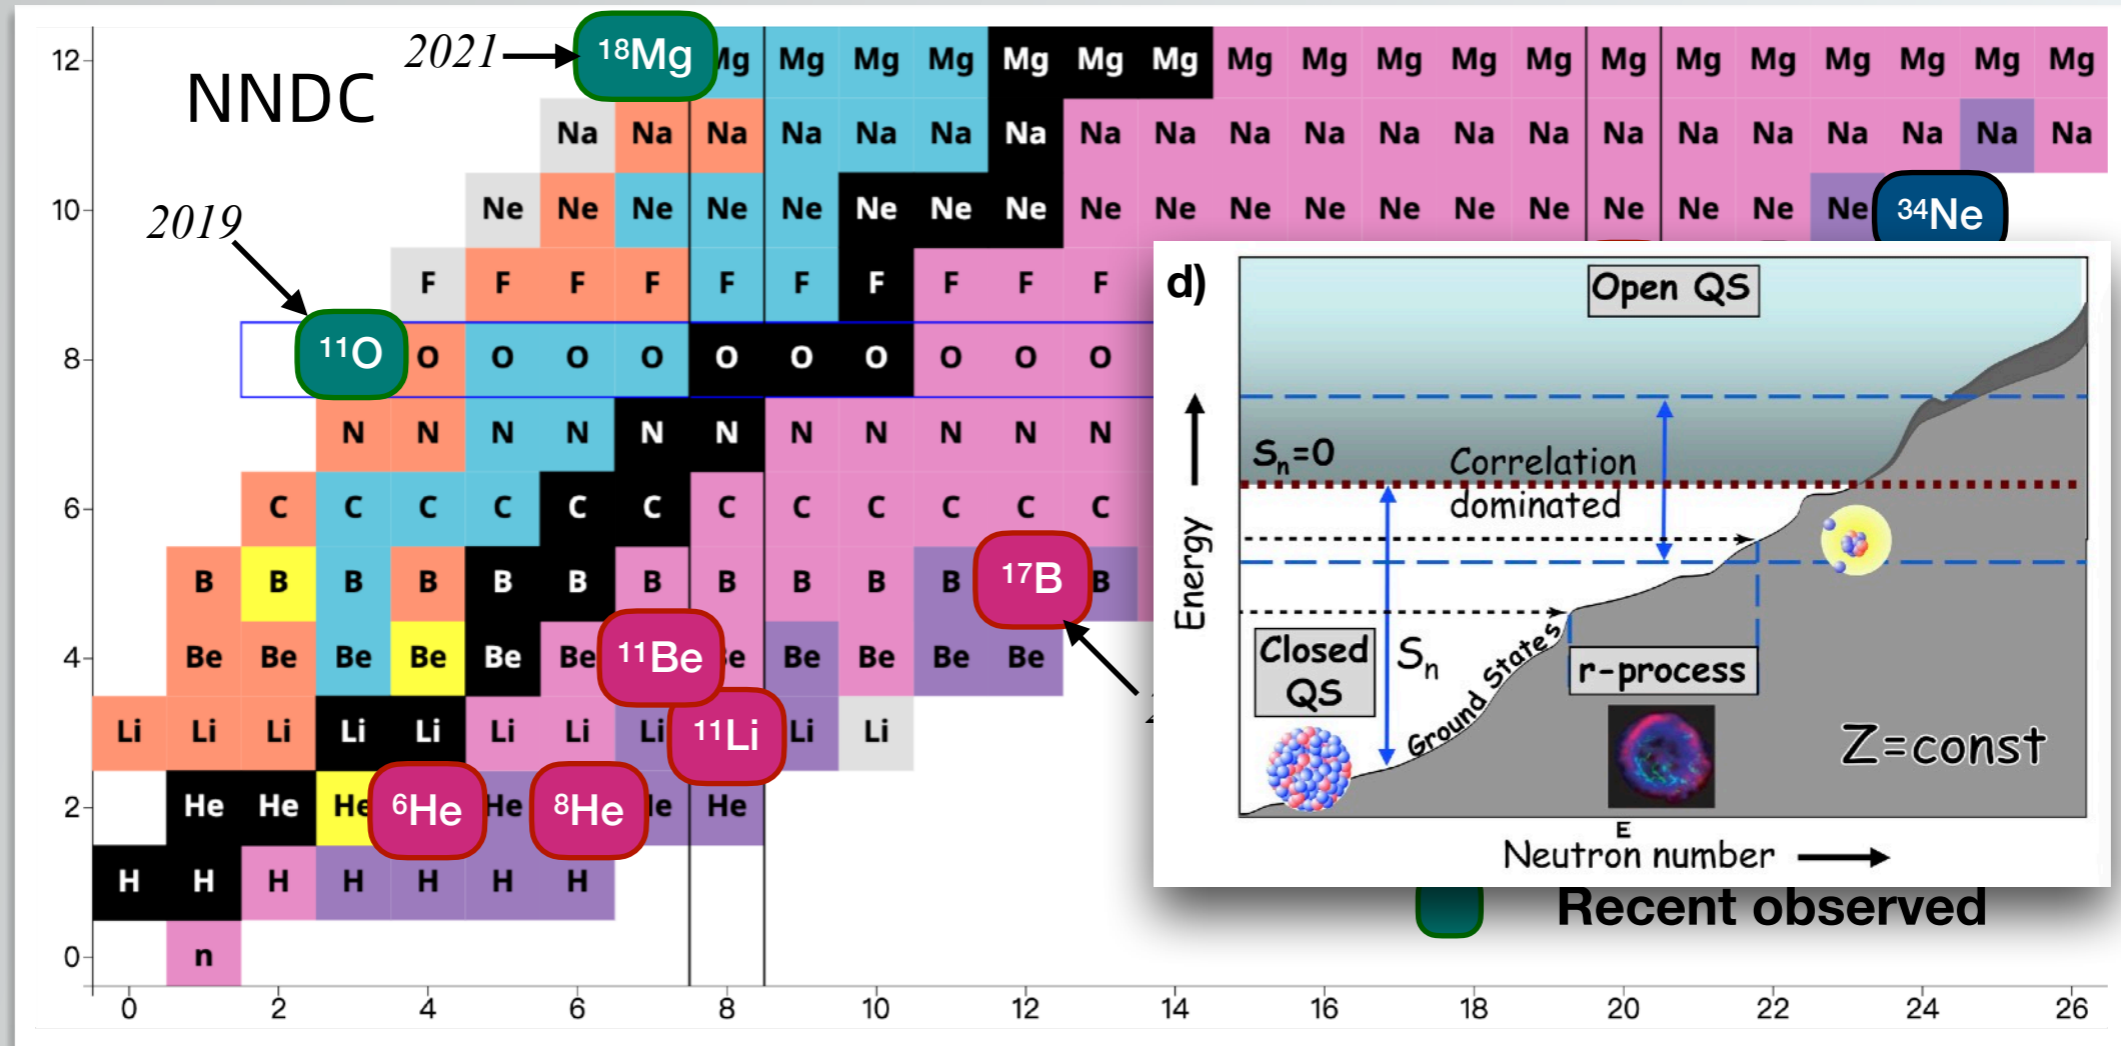 2021
12 ¹⁸Mg Mg Mg Mg Mg Mg Mg Mg Mg Mg Mg Mg Mg Mg Mg Mg Mg Mg Mg Mg
NNDC
Na Na Na Na Na Na Na Na Na Na Na Na Na Na Na Na Na Na Na Na Na
2019
10 Ne Ne Ne Ne Ne Ne Ne Ne Ne Ne Ne Ne Ne Ne Ne Ne Ne Ne Ne ³⁴Ne
F F F F F F F F F F
8 ¹¹O O O O O O O O O O O
N N N N N N N N N N N
6 C C C C C C C C C C C C
B B B B B B B B B B B ¹⁷B B
4 Be Be Be Be Be Be ¹¹Be Be Be Be Be Be
Li Li Li Li Li Li Li Li ¹¹Li Li Li
2 He He He ⁶He He ⁸He He He
H H H H H H H
0 n
0 2 4 6 8 10 12 14 16 18 20 22 24 26
d)
Open QS
Sₙ=0
Correlation
dominated
Energy
Closed
QS
Sₙ
Ground States
r-process
Z=const
E
Neutron number
Recent observed